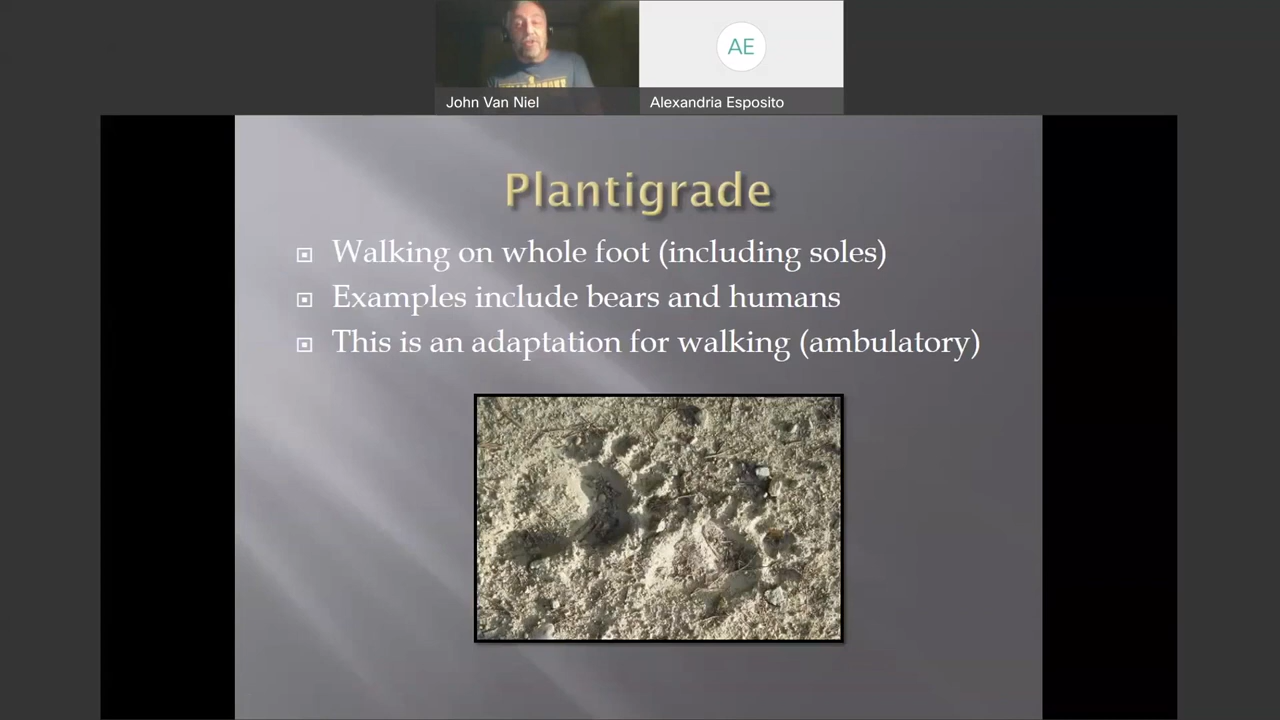 AE
John Van Niel
Alexandria Esposito
Plantigrade
Walking on whole foot (including soles)
Examples include bears and humans
This is an adaptation for walking (ambulatory)